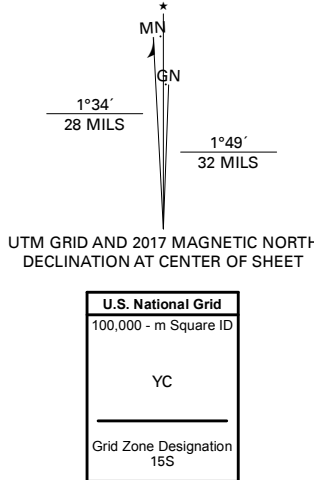 MN
GN
1°34´
28 MILS
1°49´
32 MILS
UTM GRID AND 2017 MAGNETIC NORTH
DECLINATION AT CENTER OF SHEET
U.S. National Grid
100,000 - m Square ID
YC
Grid Zone Designation
15S